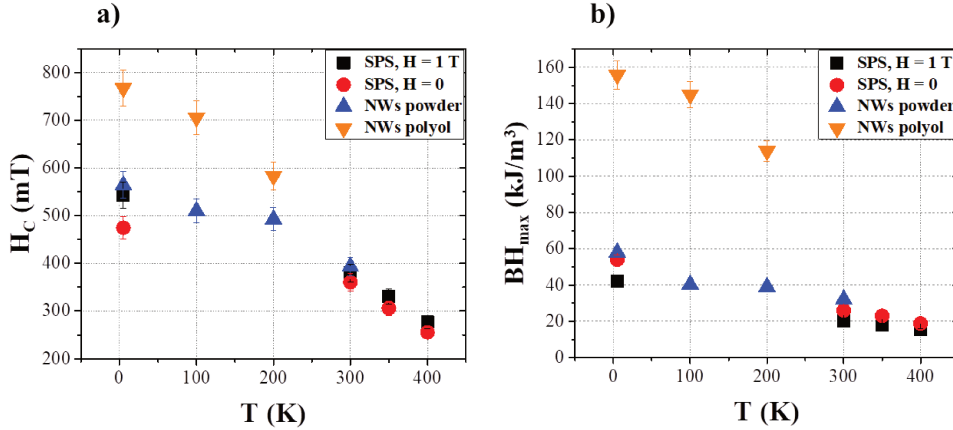 a)
SPS, H = 1 T
SPS, H = 0
NWs powder
NWs polyol
800
700
600
500
400
300
200
H_C (mT)
0 100 200 300 400
T (K)
b)
SPS, H = 1 T
SPS, H = 0
NWs powder
NWs polyol
160
140
120
100
80
60
40
20
0
BH_max (kJ/m³)
0 100 200 300 400
T (K)